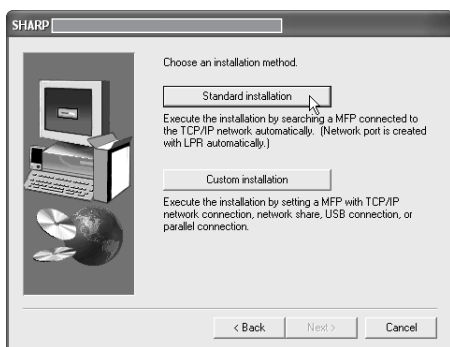 SHARP
Choose an installation method.
Standard installation
Execute the installation by searching a MFP connected to
the TCP/IP network automatically. (Network port is created
with LPR automatically.)
Custom installation
Execute the installation by setting a MFP with TCP/IP
network connection, network share, USB connection, or
parallel connection.
< Back
Next >
Cancel